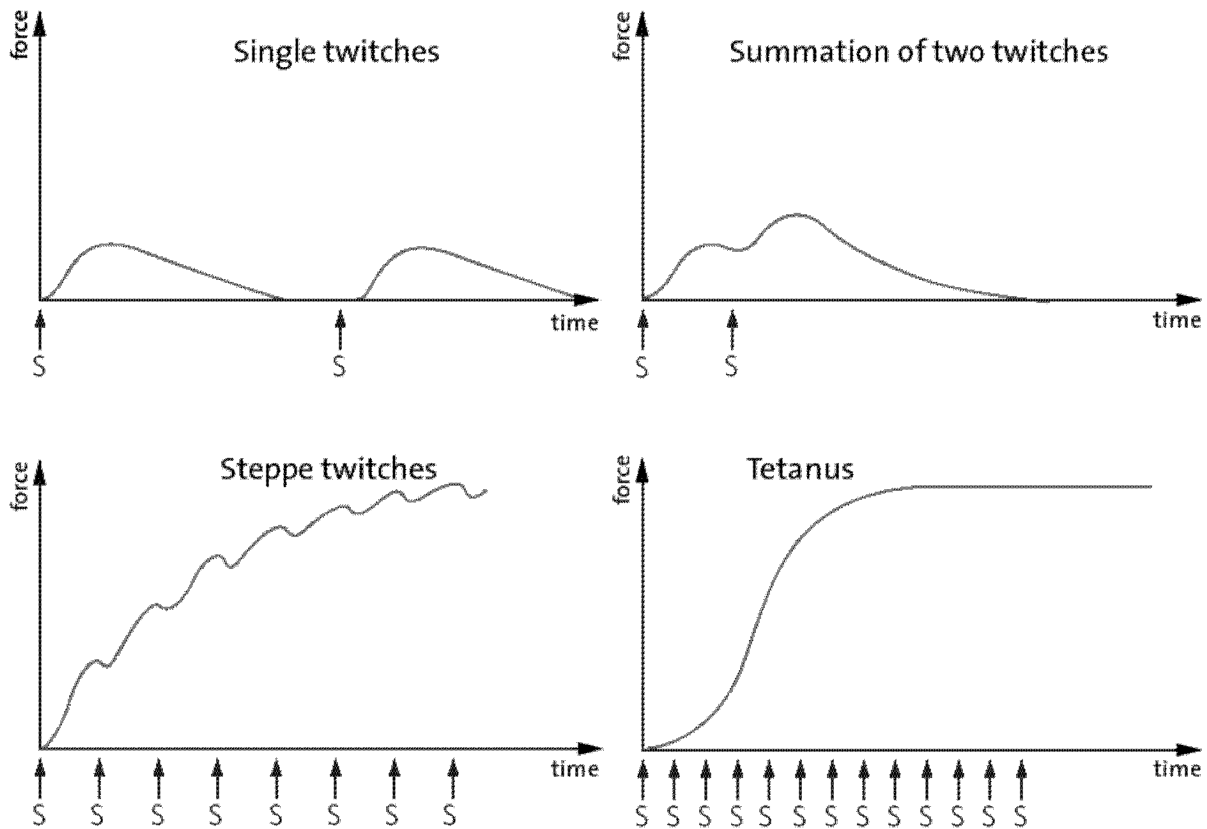 force
Single twitches
time
S S
force
Summation of two twitches
time
S S
force
Steppe twitches
time
S S S S S S S S
force
Tetanus
time
S S S S S S S S S S S S S